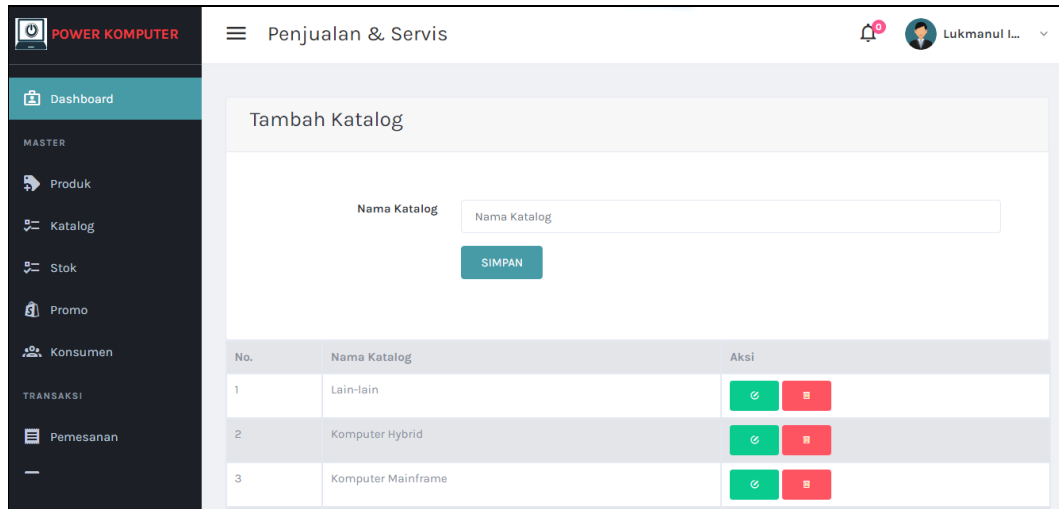 POWER KOMPUTER
Penjualan & Servis
0
Lukmanul I...
Dashboard
MASTER
Produk
Katalog
Stok
Promo
Konsumen
TRANSAKSI
Pemesanan
Tambah Katalog
Nama Katalog
Nama Katalog
SIMPAN
No. Nama Katalog Aksi
1 Lain-lain
2 Komputer Hybrid
3 Komputer Mainframe